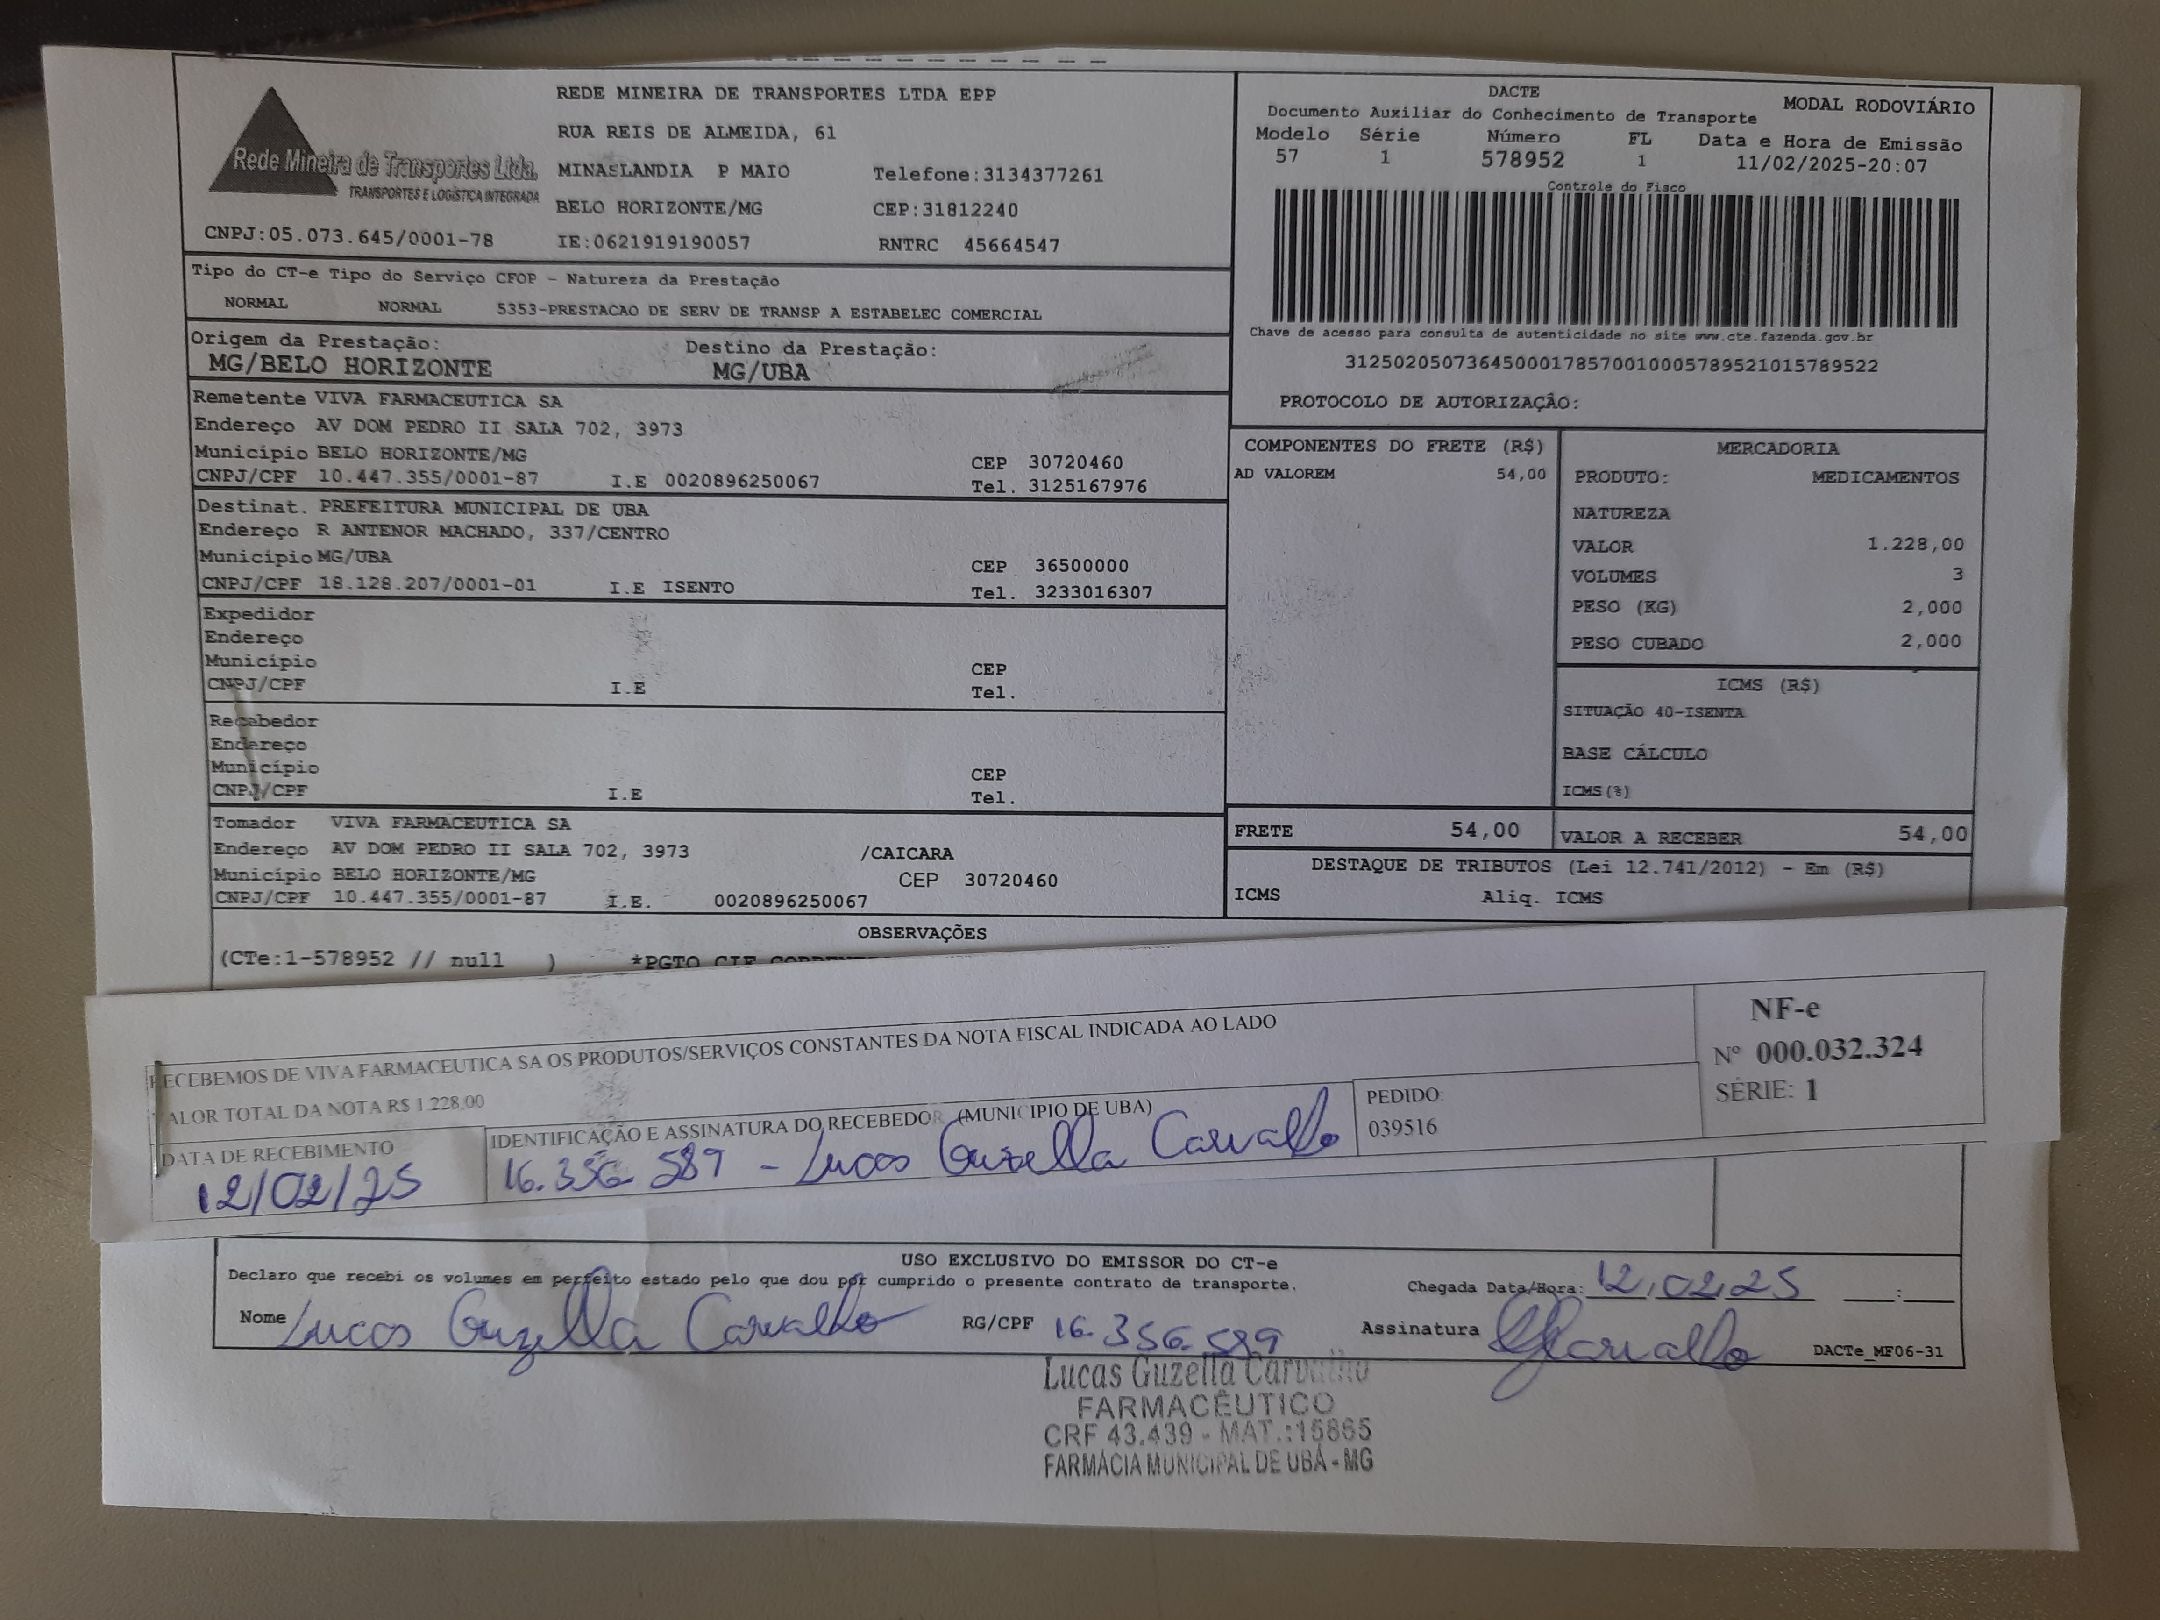 Rede Mineira de Transportes Ltda.
TRANSPORTES E LOGÍSTICA INTEGRADA
CNPJ:05.073.645/0001-78
REDE MINEIRA DE TRANSPORTES LTDA EPP
RUA REIS DE ALMEIDA, 61
MINASLANDIA P MAIO Telefone:3134377261
BELO HORIZONTE/MG CEP:31812240
IE:0621919190057 RNTRC 45664547
DACTE
Documento Auxiliar do Conhecimento de Transporte MODAL RODOVIÁRIO
Modelo Série Número FL Data e Hora de Emissão
57 1 578952 1 11/02/2025-20:07
Controle do Fisco
Chave de acesso para consulta de autenticidade no site www.cte.fazenda.gov.br
31250205073645000178570010005789521015789522
PROTOCOLO DE AUTORIZAÇÃO:
Tipo do CT-e Tipo do Serviço CFOP - Natureza da Prestação
NORMAL NORMAL 5353-PRESTACAO DE SERV DE TRANSP A ESTABELEC COMERCIAL
Origem da Prestação: Destino da Prestação:
MG/BELO HORIZONTE MG/UBA
Remetente VIVA FARMACEUTICA SA
Endereço AV DOM PEDRO II SALA 702, 3973
Município BELO HORIZONTE/MG CEP 30720460
CNPJ/CPF 10.447.355/0001-87 I.E 0020896250067 Tel. 3125167976
Destinat. PREFEITURA MUNICIPAL DE UBA
Endereço R ANTENOR MACHADO, 337/CENTRO
Município MG/UBA CEP 36500000
CNPJ/CPF 18.128.207/0001-01 I.E ISENTO Tel. 3233016307
Expedidor
Endereço
Município CEP
CNPJ/CPF I.E Tel.
Recebedor
Endereço
Município CEP
CNPJ/CPF I.E Tel.
Tomador VIVA FARMACEUTICA SA
Endereço AV DOM PEDRO II SALA 702, 3973 /CAICARA
Município BELO HORIZONTE/MG CEP 30720460
CNPJ/CPF 10.447.355/0001-87 I.E. 0020896250067
COMPONENTES DO FRETE (R$)
AD VALOREM 54,00
MERCADORIA
PRODUTO: MEDICAMENTOS
NATUREZA
VALOR 1.228,00
VOLUMES 3
PESO (KG) 2,000
PESO CUBADO 2,000
ICMS (R$)
SITUAÇÃO 40-ISENTA
BASE CÁLCULO
ICMS(%)
FRETE 54,00 VALOR A RECEBER 54,00
DESTAQUE DE TRIBUTOS (Lei 12.741/2012) - Em (R$)
ICMS Aliq. ICMS
OBSERVAÇÕES
(CTe:1-578952 // null ) *PGTO CIF
RECEBEMOS DE VIVA FARMACEUTICA SA OS PRODUTOS/SERVIÇOS CONSTANTES DA NOTA FISCAL INDICADA AO LADO
VALOR TOTAL DA NOTA R$ 1.228,00
DATA DE RECEBIMENTO
12/02/25
IDENTIFICAÇÃO E ASSINATURA DO RECEBEDOR (MUNICIPIO DE UBA)
16.356.589 - Lucas Guzella Carvalho
PEDIDO
039516
NF-e
Nº 000.032.324
SÉRIE: 1
USO EXCLUSIVO DO EMISSOR DO CT-e
Declaro que recebi os volumes em perfeito estado pelo que dou por cumprido o presente contrato de transporte. Chegada Data/Hora: 12.02.25 :
Nome Lucas Guzella Carvalho RG/CPF 16.356.589 Assinatura DACTe_MF06-31
Lucas Guzella Carvalho
FARMACÊUTICO
CRF 43.439 - MAT.:15865
FARMÁCIA MUNICIPAL DE UBÁ - MG